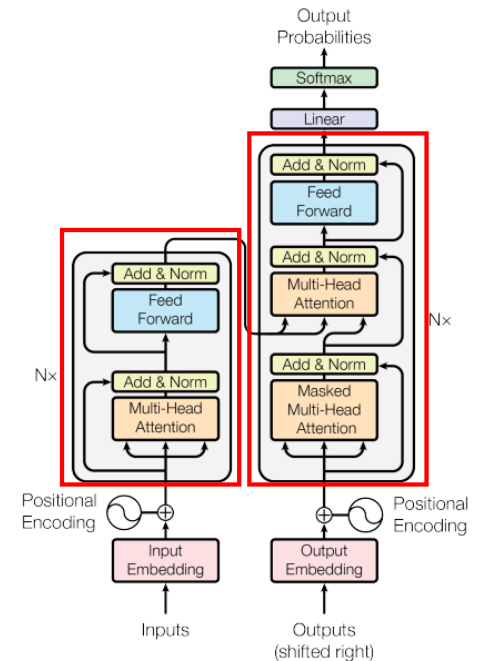 Output
Probabilities
Softmax
Linear
Add & Norm
Feed
Forward
Add & Norm
Multi-Head
Attention
Add & Norm
Masked
Multi-Head
Attention
N×
Add & Norm
Feed
Forward
Add & Norm
Multi-Head
Attention
N×
Positional
Encoding
Positional
Encoding
Input
Embedding
Output
Embedding
Inputs
Outputs
(shifted right)